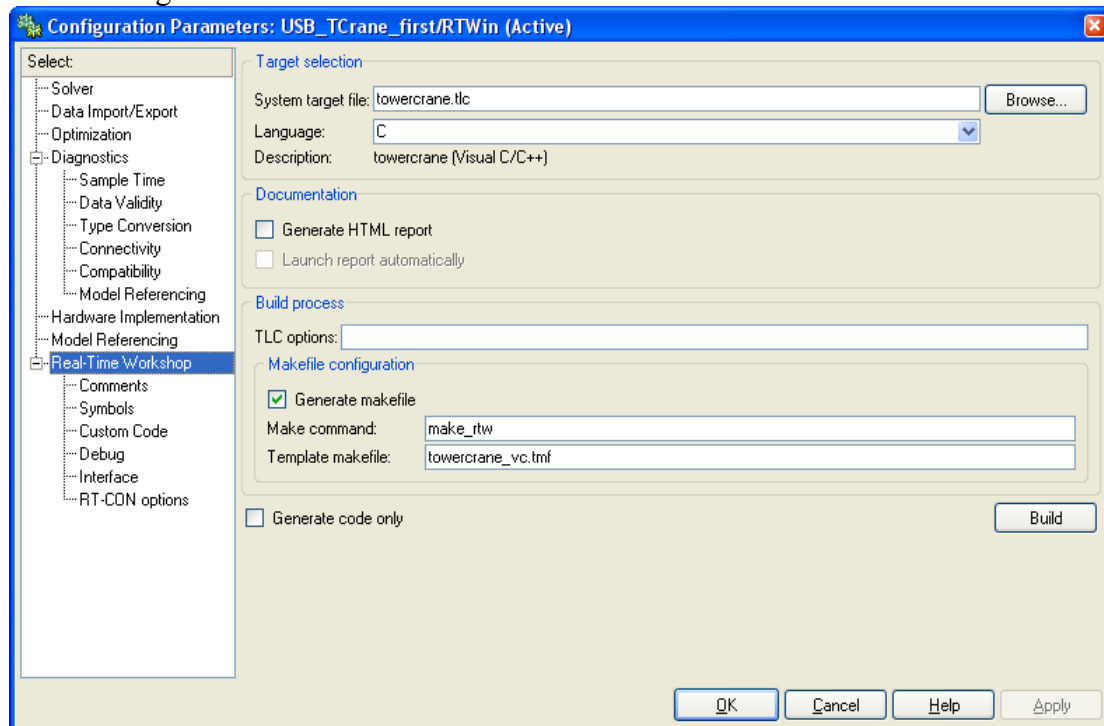 Configuration Parameters: USB_TCrane_first/RTWin (Active)
Select:
Solver
Data Import/Export
Optimization
Diagnostics
Sample Time
Data Validity
Type Conversion
Connectivity
Compatibility
Model Referencing
Hardware Implementation
Model Referencing
Real-Time Workshop
Comments
Symbols
Custom Code
Debug
Interface
RT-CON options
Target selection
System target file: towercrane.tlc Browse...
Language: C
Description: towercrane (Visual C/C++)
Documentation
Generate HTML report
Launch report automatically
Build process
TLC options:
Makefile configuration
Generate makefile
Make command: make_rtw
Template makefile: towercrane_vc.tmf
Generate code only Build
OK Cancel Help Apply